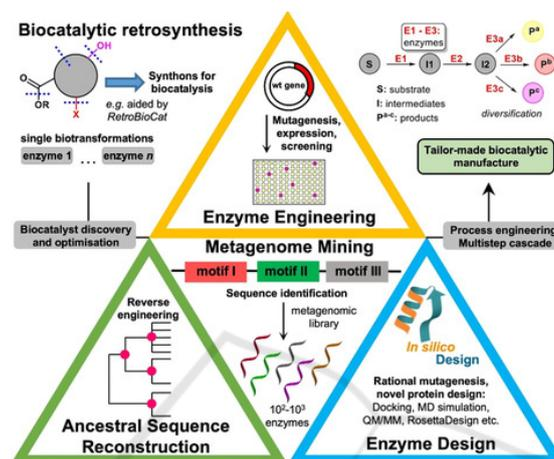 Biocatalytic retrosynthesis
OH
OR
X
Synthons for
biocatalysis
e.g. aided by
RetroBioCat
single biotransformations
enzyme 1 ... enzyme n
Biocatalyst discovery
and optimisation
wt gene
Mutagenesis,
expression,
screening
Enzyme Engineering
E1 - E3:
enzymes
S
E1
I1
E2
I2
E3a
E3b
E3c
Pa
Pb
Pc
S: substrate
I: intermediates
Pa-c: products
diversification
Tailor-made biocatalytic
manufacture
Process engineering
Multistep cascade
Metagenome Mining
motif I
motif II
motif III
Sequence identification
metagenomic
library
10²-10³
enzymes
Reverse
engineering
Ancestral Sequence
Reconstruction
In silico
Design
Rational mutagenesis,
novel protein design:
Docking, MD simulation,
QM/MM, RosettaDesign etc.
Enzyme Design